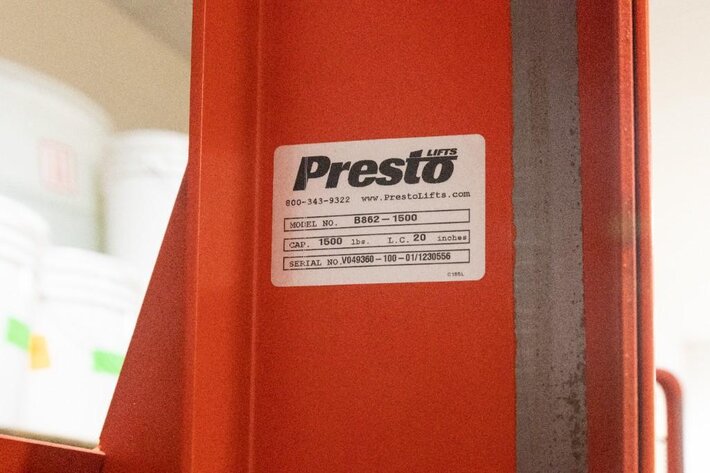 Presto LIFTS
800-343-9322 www.PrestoLifts.com
MODEL NO. B862-1500
CAP. 1500 lbs. L.C. 20 inches
SERIAL NO. V049360-100-01/1230556